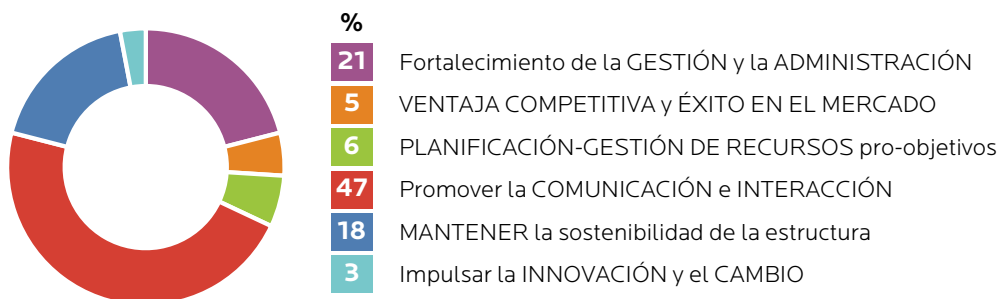 %
21 Fortalecimiento de la GESTIÓN y la ADMINISTRACIÓN
5 VENTAJA COMPETITIVA y ÉXITO EN EL MERCADO
6 PLANIFICACIÓN-GESTIÓN DE RECURSOS pro-objetivos
47 Promover la COMUNICACIÓN e INTERACCIÓN
18 MANTENER la sostenibilidad de la estructura
3 Impulsar la INNOVACIÓN y el CAMBIO